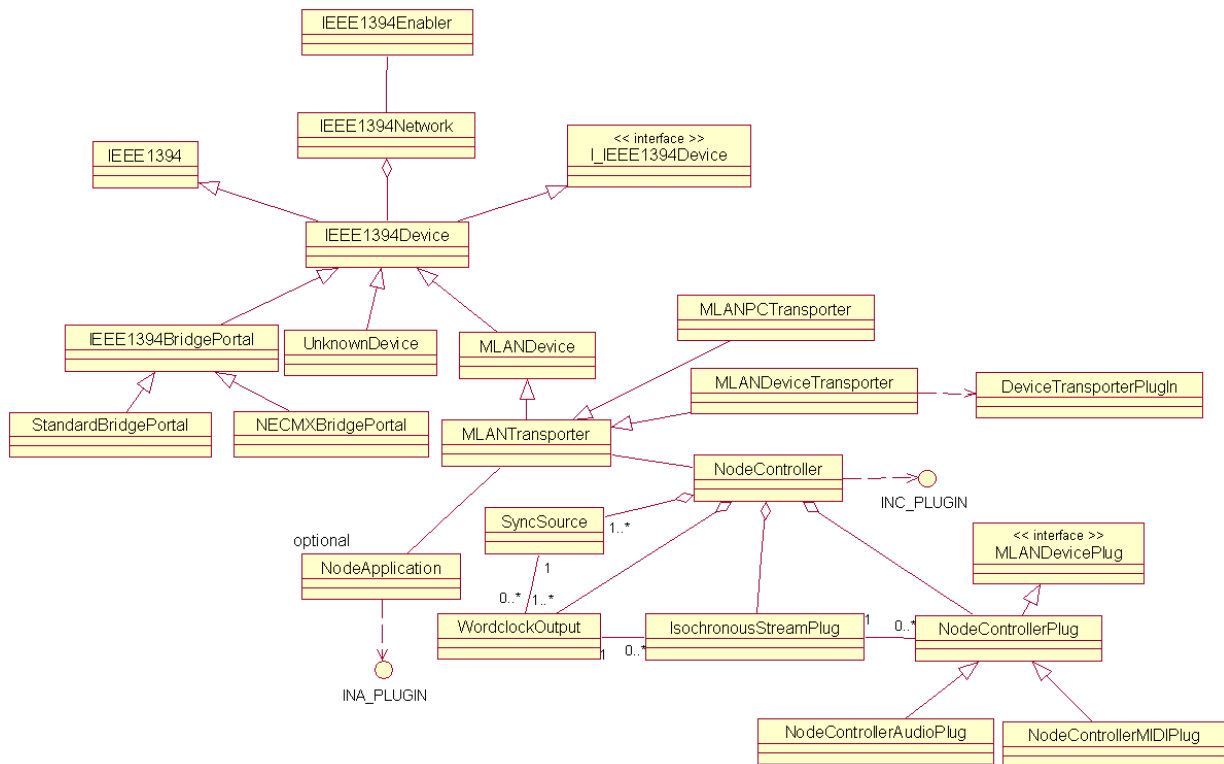 IEEE1394Enabler
IEEE1394Network
<< interface >>
I_IEEE1394Device
IEEE1394
IEEE1394Device
MLANPCTransporter
IEEE1394BridgePortal
UnknownDevice
MLANDevice
MLANDeviceTransporter
DeviceTransporterPlugIn
StandardBridgePortal
NECMXBridgePortal
MLANTransporter
NodeController
INC_PLUGIN
SyncSource
1..*
<< interface >>
MLANDevicePlug
optional
NodeApplication
1
0..*
1..*
WordclockOutput
1
0..*
IsochronousStreamPlug
1
0..*
NodeControllerPlug
INA_PLUGIN
NodeControllerAudioPlug
NodeControllerMIDIPlug